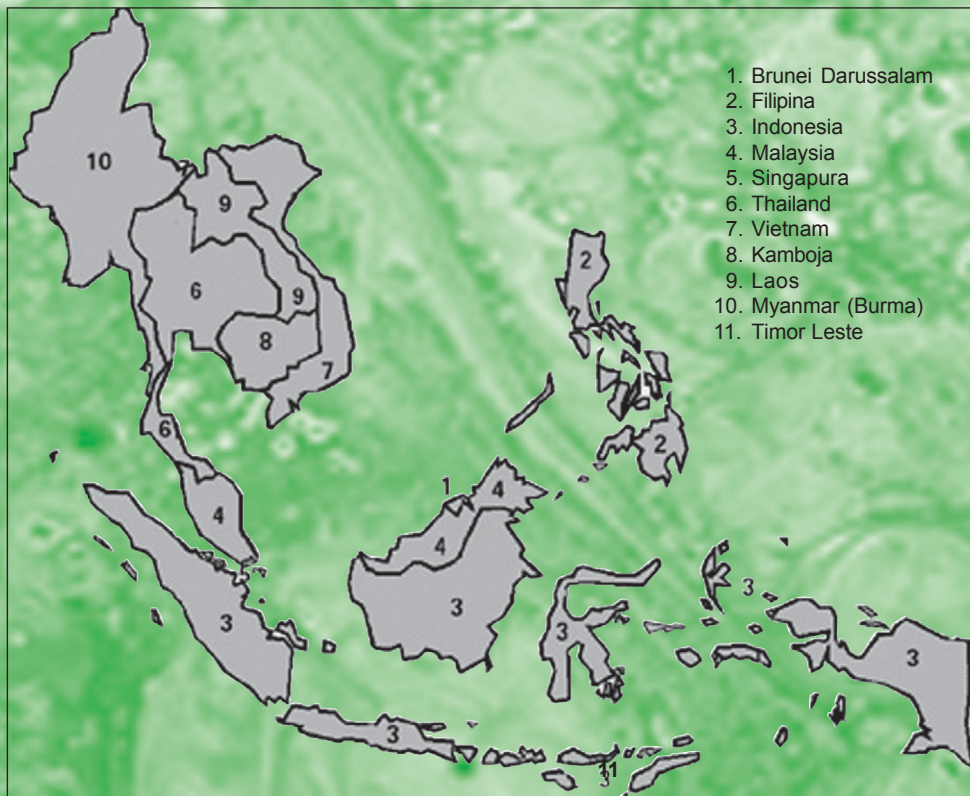 1. Brunei Darussalam
2. Filipina
3. Indonesia
4. Malaysia
5. Singapura
6. Thailand
7. Vietnam
8. Kamboja
9. Laos
10. Myanmar (Burma)
11. Timor Leste
10
9
2
6
9
8
7
6
2
1
4
4
4
3
3
3
3
3
3
11
3